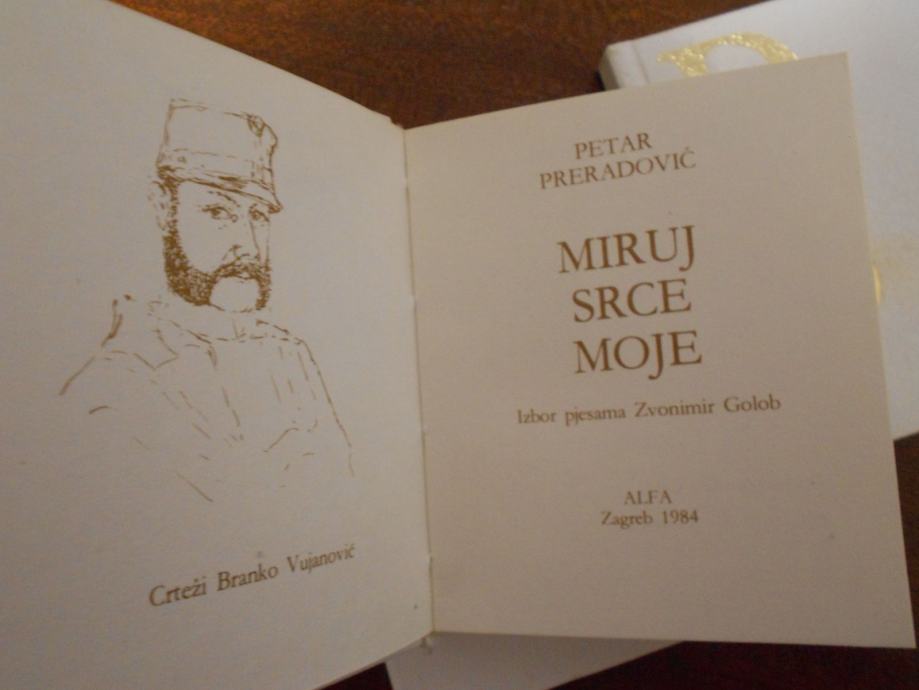 Crteži Branko Vujanović
PETAR
PRERADOVIĆ
MIRUJ
SRCE
MOJE
Izbor pjesama Zvonimir Golob
ALFA
Zagreb 1984